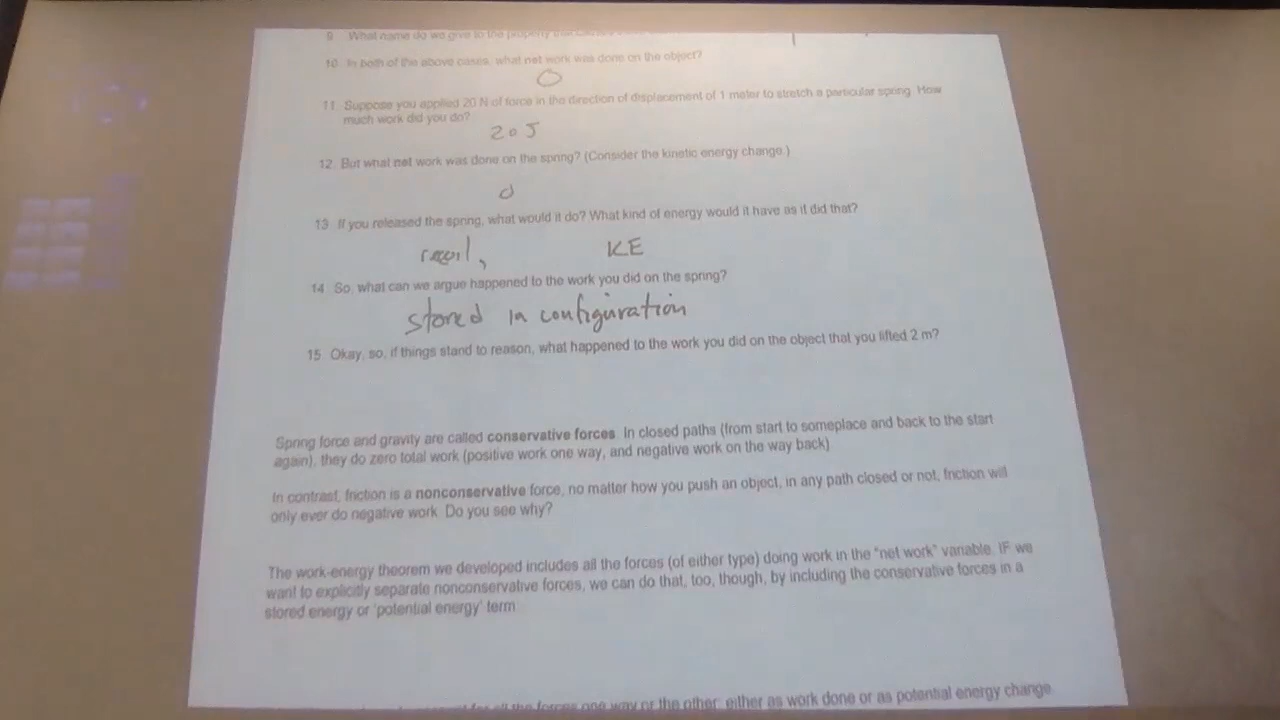 9 What name do we give to the property
10 In both of the above cases, what net work was done on the object?
0
11. Suppose you applied 20 N of force in the direction of displacement of 1 meter to stretch a particular spring. How
much work did you do?
20 J
12. But what net work was done on the spring? (Consider the kinetic energy change.)
0
13 If you released the spring, what would it do? What kind of energy would it have as it did that?
recoil, KE
14 So, what can we argue happened to the work you did on the spring?
stored in configuration
15 Okay, so, if things stand to reason, what happened to the work you did on the object that you lifted 2 m?
Spring force and gravity are called conservative forces. In closed paths (from start to someplace and back to the start
again), they do zero total work (positive work one way, and negative work on the way back)
In contrast, friction is a nonconservative force, no matter how you push an object, in any path closed or not, friction will
only ever do negative work. Do you see why?
The work-energy theorem we developed includes all the forces (of either type) doing work in the "net work" variable. IF we
want to explicitly separate nonconservative forces, we can do that, too, though, by including the conservative forces in a
stored energy or 'potential energy' term
for all the forces one way or the other: either as work done or as potential energy change